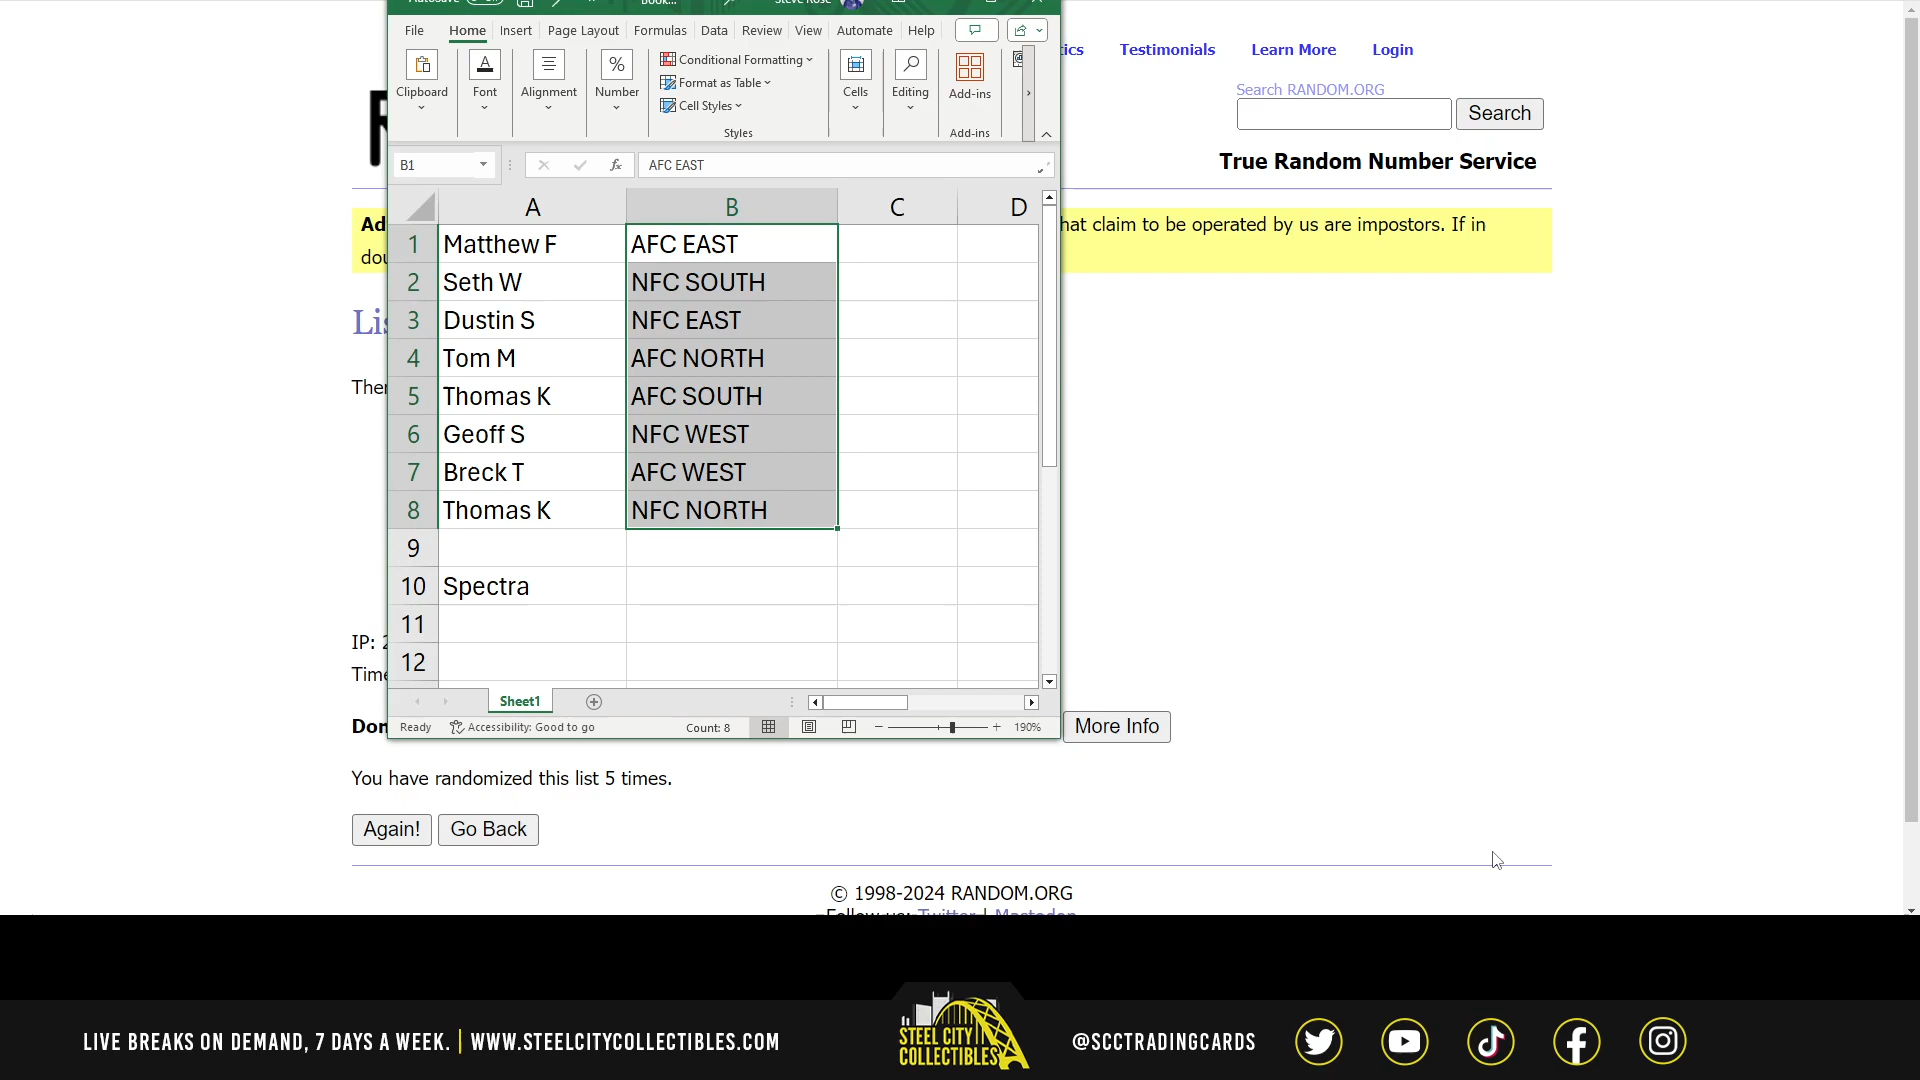 File Home Insert Page Layout Formulas Data Review View Automate Help
Testimonials Learn More Login
Clipboard Font Alignment Number
Conditional Formatting
Format as Table
Cell Styles
Styles
Cells Editing Add-ins
Add-ins
Search RANDOM.ORG
Search
True Random Number Service
B1 fx AFC EAST
A B C D
1 Matthew F AFC EAST
2 Seth W NFC SOUTH
3 Dustin S NFC EAST
4 Tom M AFC NORTH
5 Thomas K AFC SOUTH
6 Geoff S NFC WEST
7 Breck T AFC WEST
8 Thomas K NFC NORTH
9
10 Spectra
11
12
hat claim to be operated by us are impostors. If in
IP: 2
Sheet1
Ready Accessibility: Good to go Count: 8 190%
More Info
You have randomized this list 5 times.
Again! Go Back
© 1998-2024 RANDOM.ORG
LIVE BREAKS ON DEMAND, 7 DAYS A WEEK. | WWW.STEELCITYCOLLECTIBLES.COM
STEEL CITY
COLLECTIBLES
@SCCTRADINGCARDS